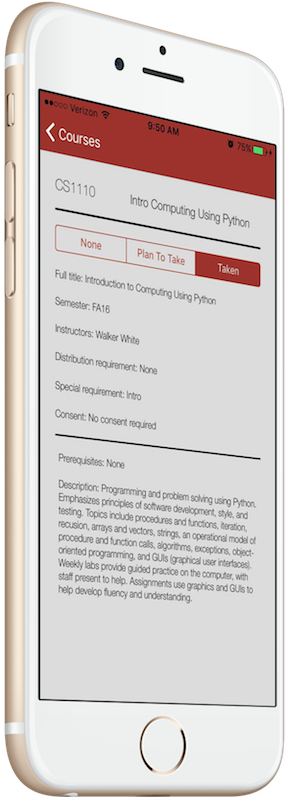 ●●○○○ Verizon 9:50 AM 75%
Courses
CS1110 Intro Computing Using Python
None Plan To Take Taken
Full title: Introduction to Computing Using Python
Semester: FA16
Instructors: Walker White
Distribution requirement: None
Special requirement: Intro
Consent: No consent required
Prerequisites: None
Description: Programming and problem solving using Python.
Emphasizes principles of software development, style, and
testing. Topics include procedures and functions, iteration,
recusion, arrays and vectors, strings, an operational model of
procedure and function calls, algorithms, exceptions, object-
oriented programming, and GUIs (graphical user interfaces).
Weekly labs provide guided practice on the computer, with
staff present to help. Assignments use graphics and GUIs to
help develop fluency and understanding.